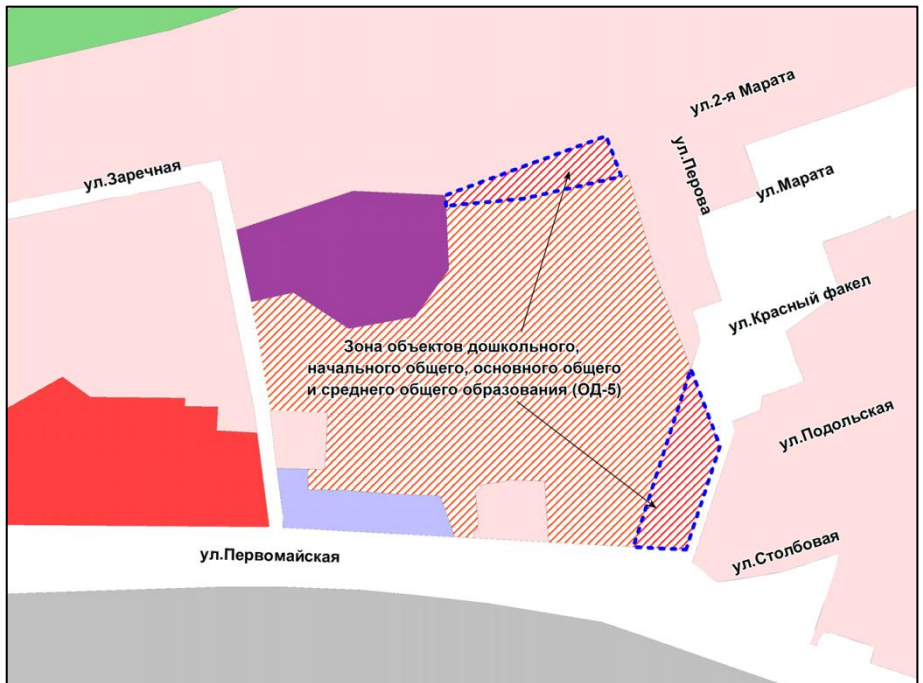 ул.2-я Марата
ул.Заречная
ул.Перова
ул.Марата
ул.Красный факел
Зона объектов дошкольного,
начального общего, основного общего
и среднего общего образования (ОД-5)
ул.Подольская
ул.Первомайская
ул.Столбовая